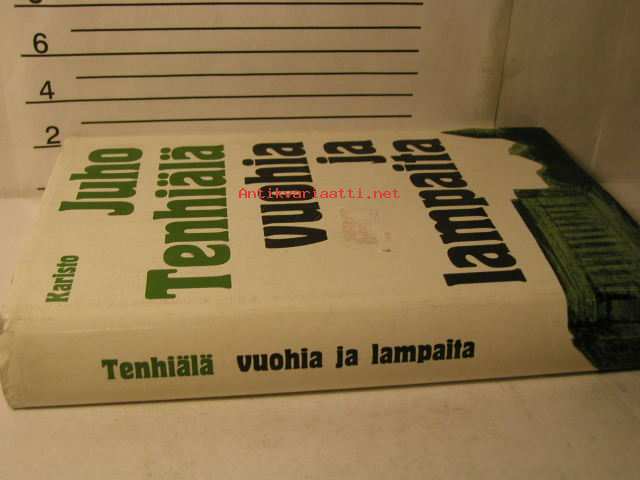 6
4
2
Juho
Tenhiälä
vuohia
ja
lampaita
Karisto
Antikvariaatti.net
Tenhiälä vuohia ja lampaita